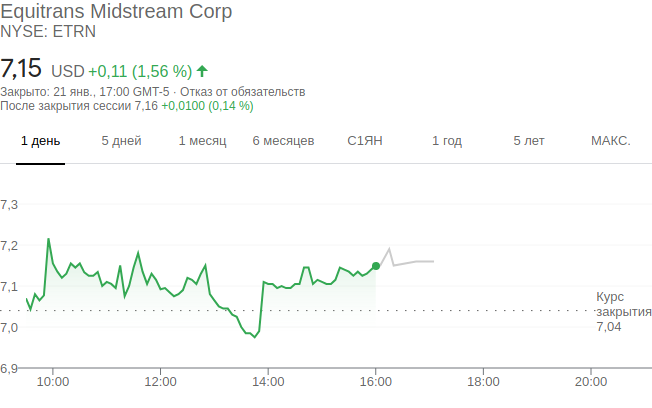 Equitrans Midstream Corp
NYSE: ETRN
7,15 USD +0,11 (1,56 %)
Закрыто: 21 янв., 17:00 GMT-5 · Отказ от обязательств
После закрытия сессии 7,16 +0,0100 (0,14 %)
1 день 5 дней 1 месяц 6 месяцев С1ЯН 1 год 5 лет МАКС.
7,3
7,2
7,1
Курс
закрытия
7,04
7,0
6,9
10:00 12:00 14:00 16:00 18:00 20:00